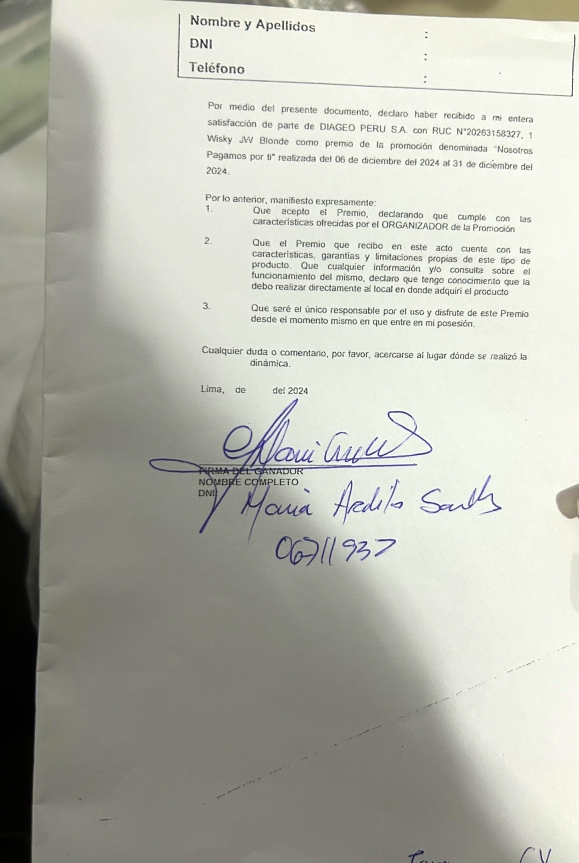 Nombre y Apellidos :
DNI :
Teléfono :
Por medio del presente documento, declaro haber recibido a mi entera
satisfacción de parte de DIAGEO PERU S.A. con RUC N°20263158327, 1
Wisky JW Blonde como premio de la promoción denominada "Nosotros
Pagamos por ti" realizada del 06 de diciembre del 2024 al 31 de diciembre del
2024.
Por lo anterior, manifiesto expresamente:
1. Que acepto el Premio, declarando que cumple con las
características ofrecidas por el ORGANIZADOR de la Promoción
2. Que el Premio que recibo en este acto cuente con las
características, garantías y limitaciones propias de este tipo de
producto. Que cualquier información y/o consulta sobre el
funcionamiento del mismo, declaro que tengo conocimiento que la
debo realizar directamente al local en donde adquirí el producto
3. Que seré el único responsable por el uso y disfrute de este Premio
desde el momento mismo en que entre en mi posesión.
Cualquier duda o comentario, por favor, acercarse al lugar dónde se realizó la
dinámica.
Lima, de del 2024
FIRMA DEL GANADOR
NOMBRE COMPLETO
DNI
Maria Ardila
06711937